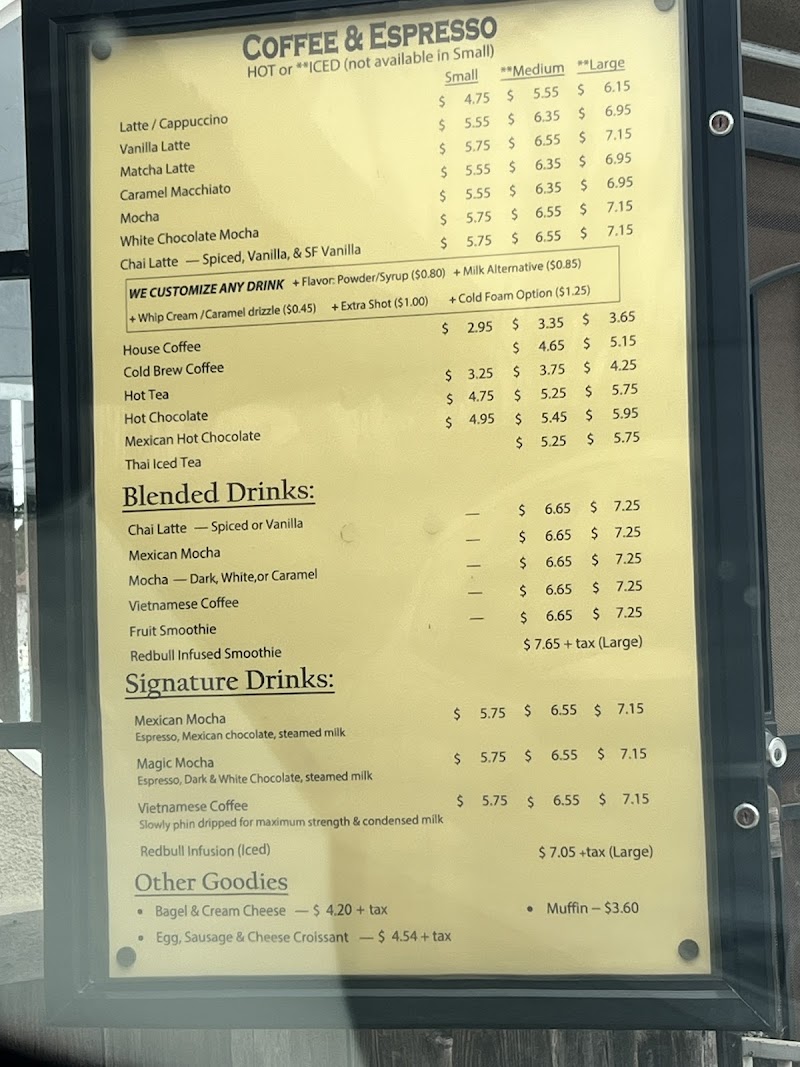 COFFEE & ESPRESSO
HOT or **ICED (not available in Small)
Small **Medium **Large
Latte / Cappuccino $ 4.75 $ 5.55 $ 6.15
Vanilla Latte $ 5.55 $ 6.35 $ 6.95
Matcha Latte $ 5.75 $ 6.55 $ 7.15
Caramel Macchiato $ 5.55 $ 6.35 $ 6.95
Mocha $ 5.55 $ 6.35 $ 6.95
White Chocolate Mocha $ 5.75 $ 6.55 $ 7.15
Chai Latte — Spiced, Vanilla, & SF Vanilla $ 5.75 $ 6.55 $ 7.15
WE CUSTOMIZE ANY DRINK + Flavor: Powder/Syrup ($0.80) + Milk Alternative ($0.85)
+ Whip Cream /Caramel drizzle ($0.45) + Extra Shot ($1.00) + Cold Foam Option ($1.25)
House Coffee $ 2.95 $ 3.35 $ 3.65
Cold Brew Coffee $ 4.65 $ 5.15
Hot Tea $ 3.25 $ 3.75 $ 4.25
Hot Chocolate $ 4.75 $ 5.25 $ 5.75
Mexican Hot Chocolate $ 4.95 $ 5.45 $ 5.95
Thai Iced Tea $ 5.25 $ 5.75
Blended Drinks:
Chai Latte — Spiced or Vanilla — $ 6.65 $ 7.25
Mexican Mocha — $ 6.65 $ 7.25
Mocha — Dark, White,or Caramel — $ 6.65 $ 7.25
Vietnamese Coffee — $ 6.65 $ 7.25
Fruit Smoothie — $ 6.65 $ 7.25
Redbull Infused Smoothie $ 7.65 + tax (Large)
Signature Drinks:
Mexican Mocha $ 5.75 $ 6.55 $ 7.15
Espresso, Mexican chocolate, steamed milk
Magic Mocha $ 5.75 $ 6.55 $ 7.15
Espresso, Dark & White Chocolate, steamed milk
Vietnamese Coffee $ 5.75 $ 6.55 $ 7.15
Slowly phin dripped for maximum strength & condensed milk
Redbull Infusion (Iced) $ 7.05 +tax (Large)
Other Goodies
• Bagel & Cream Cheese — $ 4.20 + tax • Muffin – $3.60
• Egg, Sausage & Cheese Croissant — $ 4.54 + tax